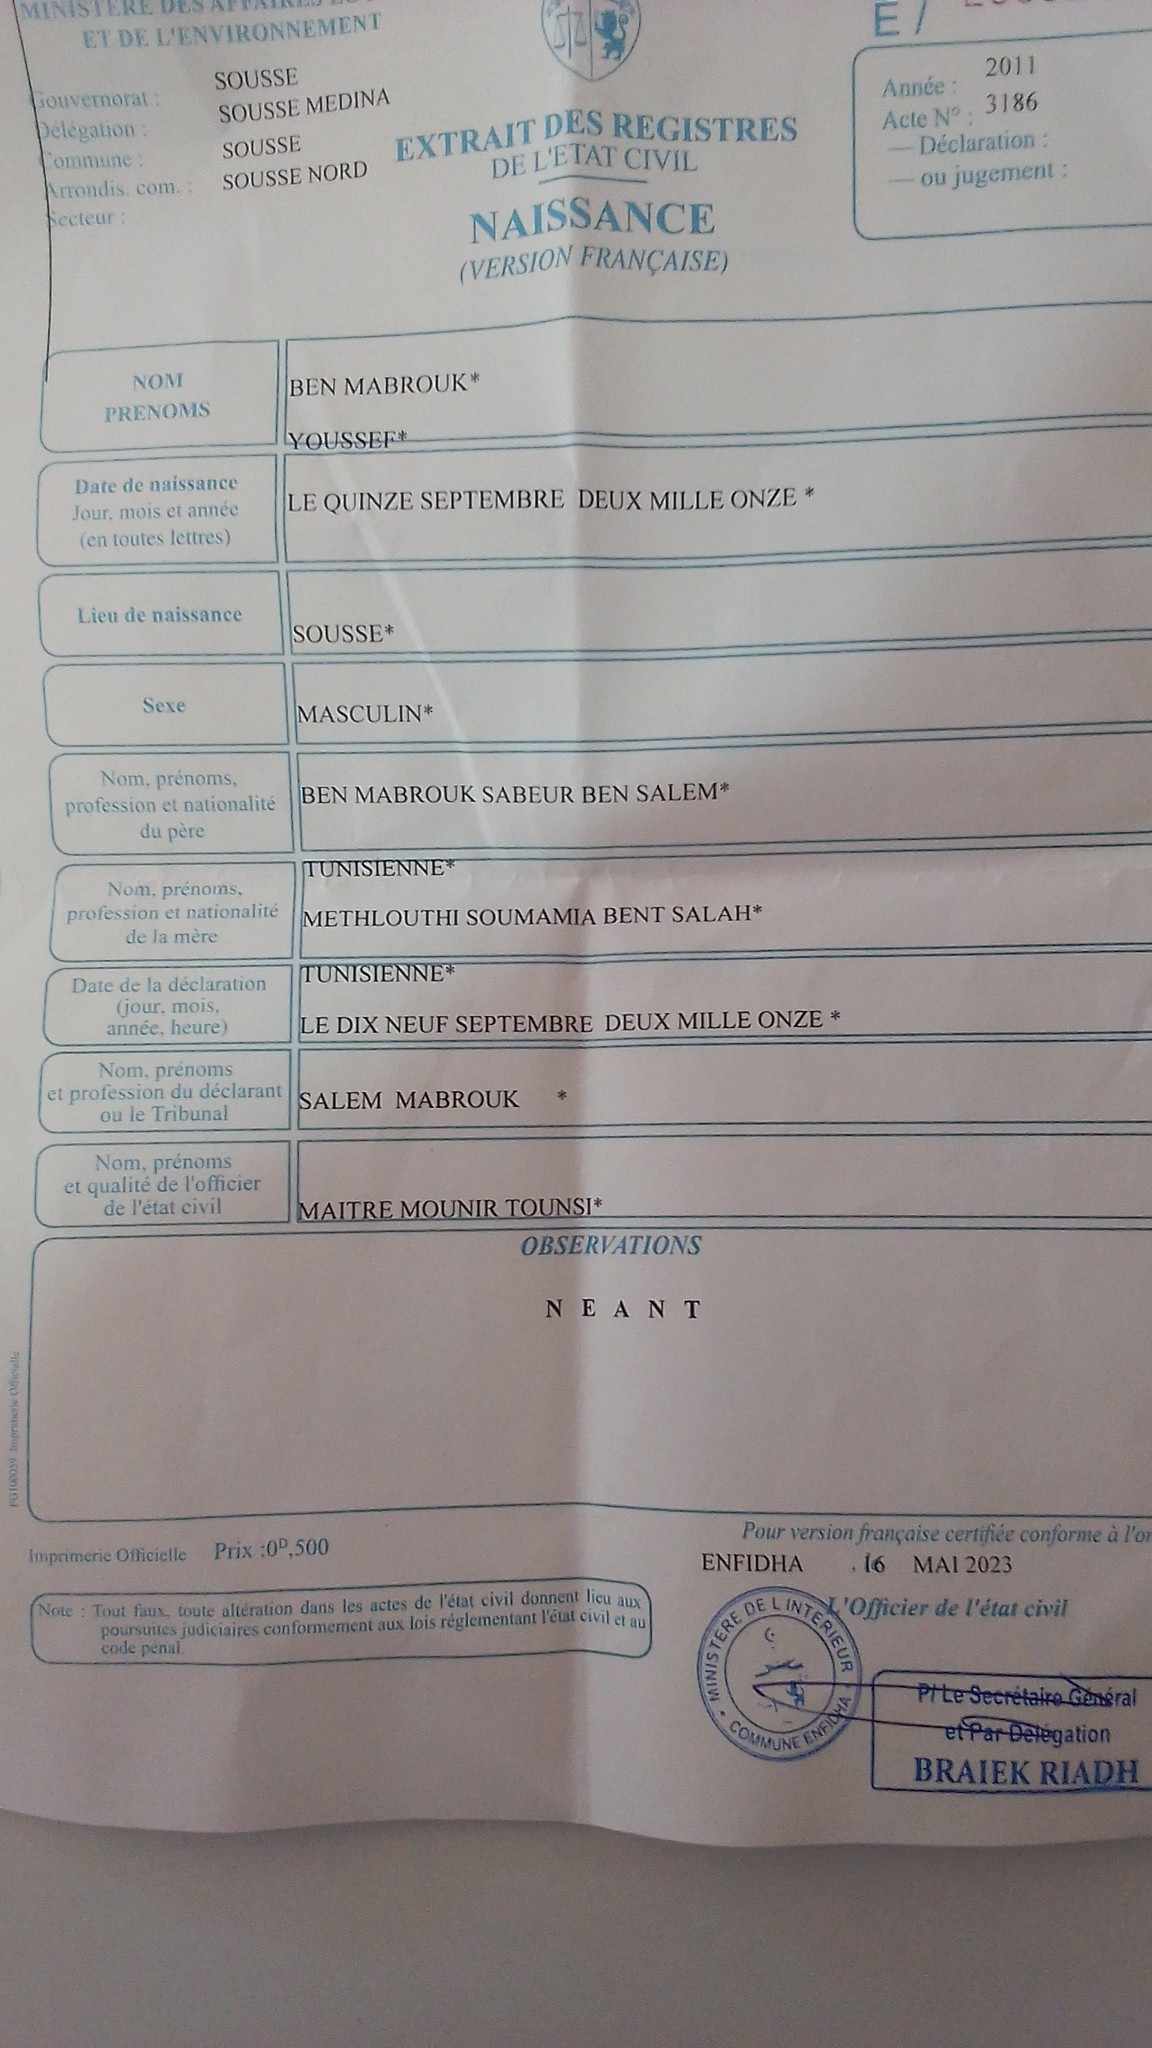 MINISTERE DES AFFAIRES
ET DE L'ENVIRONNEMENT
Gouvernorat : SOUSSE
Délégation : SOUSSE MEDINA
Commune : SOUSSE
Arrondis. com. : SOUSSE NORD
Secteur :
EXTRAIT DES REGISTRES
DE L'ETAT CIVIL
NAISSANCE
(VERSION FRANÇAISE)
E /
Année : 2011
Acte N° : 3186
— Déclaration :
— ou jugement :
NOM
PRENOMS
BEN MABROUK*
YOUSSEF*
Date de naissance
Jour, mois et année
(en toutes lettres)
LE QUINZE SEPTEMBRE DEUX MILLE ONZE *
Lieu de naissance
SOUSSE*
Sexe
MASCULIN*
Nom, prénoms,
profession et nationalité
du père
BEN MABROUK SABEUR BEN SALEM*
TUNISIENNE*
Nom, prénoms,
profession et nationalité
de la mère
METHLOUTHI SOUMAMIA BENT SALAH*
TUNISIENNE*
Date de la déclaration
(jour, mois,
année, heure)
LE DIX NEUF SEPTEMBRE DEUX MILLE ONZE *
Nom, prénoms
et profession du déclarant
ou le Tribunal
SALEM MABROUK *
Nom, prénoms
et qualité de l'officier
de l'état civil
MAITRE MOUNIR TOUNSI*
OBSERVATIONS
N E A N T
PG100039 Imprimerie Officielle
Imprimerie Officielle Prix :0ᴰ,500
Note : Tout faux, toute altération dans les actes de l'état civil donnent lieu aux
poursuites judiciaires conformement aux lois réglementant l'état civil et au
code pénal.
Pour version française certifiée conforme à l'or
ENFIDHA , 16 MAI 2023
L'Officier de l'état civil
MINISTERE DE L'INTERIEUR
COMMUNE ENFIDHA
P/ Le Secrétaire Général
et Par Délégation
BRAIEK RIADH